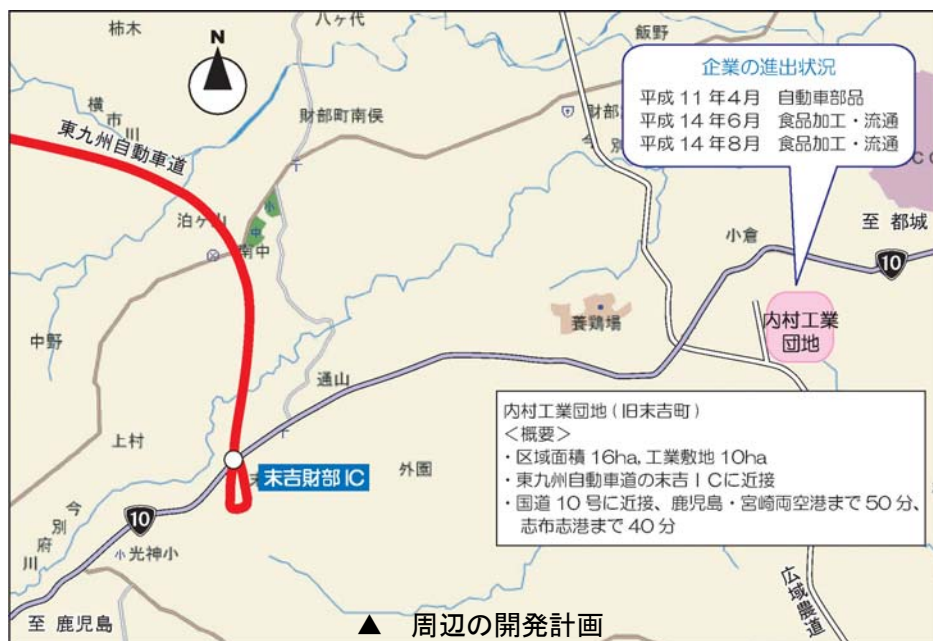 柿木
八ヶ代
飯野
N
横市川
財部町南俣
財部
今別
東九州自動車道
企業の進出状況
平成11年4月 自動車部品
平成14年6月 食品加工・流通
平成14年8月 食品加工・流通
CC
至 都城
泊ヶ山
小
中
南中
小倉
10
中野
養鶏場
内村工業
団地
通山
上村
末吉財部IC
外園
内村工業団地(旧末吉町)
<概要>
・区域面積16ha,工業敷地10ha
・東九州自動車道の末吉ICに近接
・国道10号に近接、鹿児島・宮崎両空港まで50分、
志布志港まで40分
10
今別府川
小 光神小
広域農道
至 鹿児島
▲ 周辺の開発計画